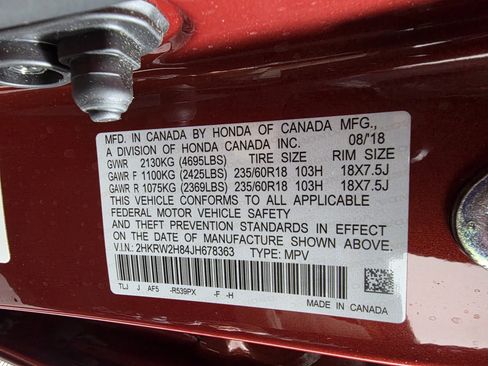 MFD. IN CANADA BY HONDA OF CANADA MFG.,
A DIVISION OF HONDA CANADA INC. 08/'18
GVWR 2130KG (4695LBS) TIRE SIZE RIM SIZE
GAWR F 1100KG (2425LBS) 235/60R18 103H 18X7.5J
GAWR R 1075KG (2369LBS) 235/60R18 103H 18X7.5J
THIS VEHICLE CONFORMS TO ALL APPLICABLE
FEDERAL MOTOR VEHICLE SAFETY
AND THEFT PREVENTION STANDARDS IN EFFECT
ON THE DATE OF MANUFACTURE SHOWN ABOVE.
V.I.N.: 2HKRW2H84JH678363 TYPE: MPV
TLJ J AF5 -R539PX -F -H
MADE IN CANADA